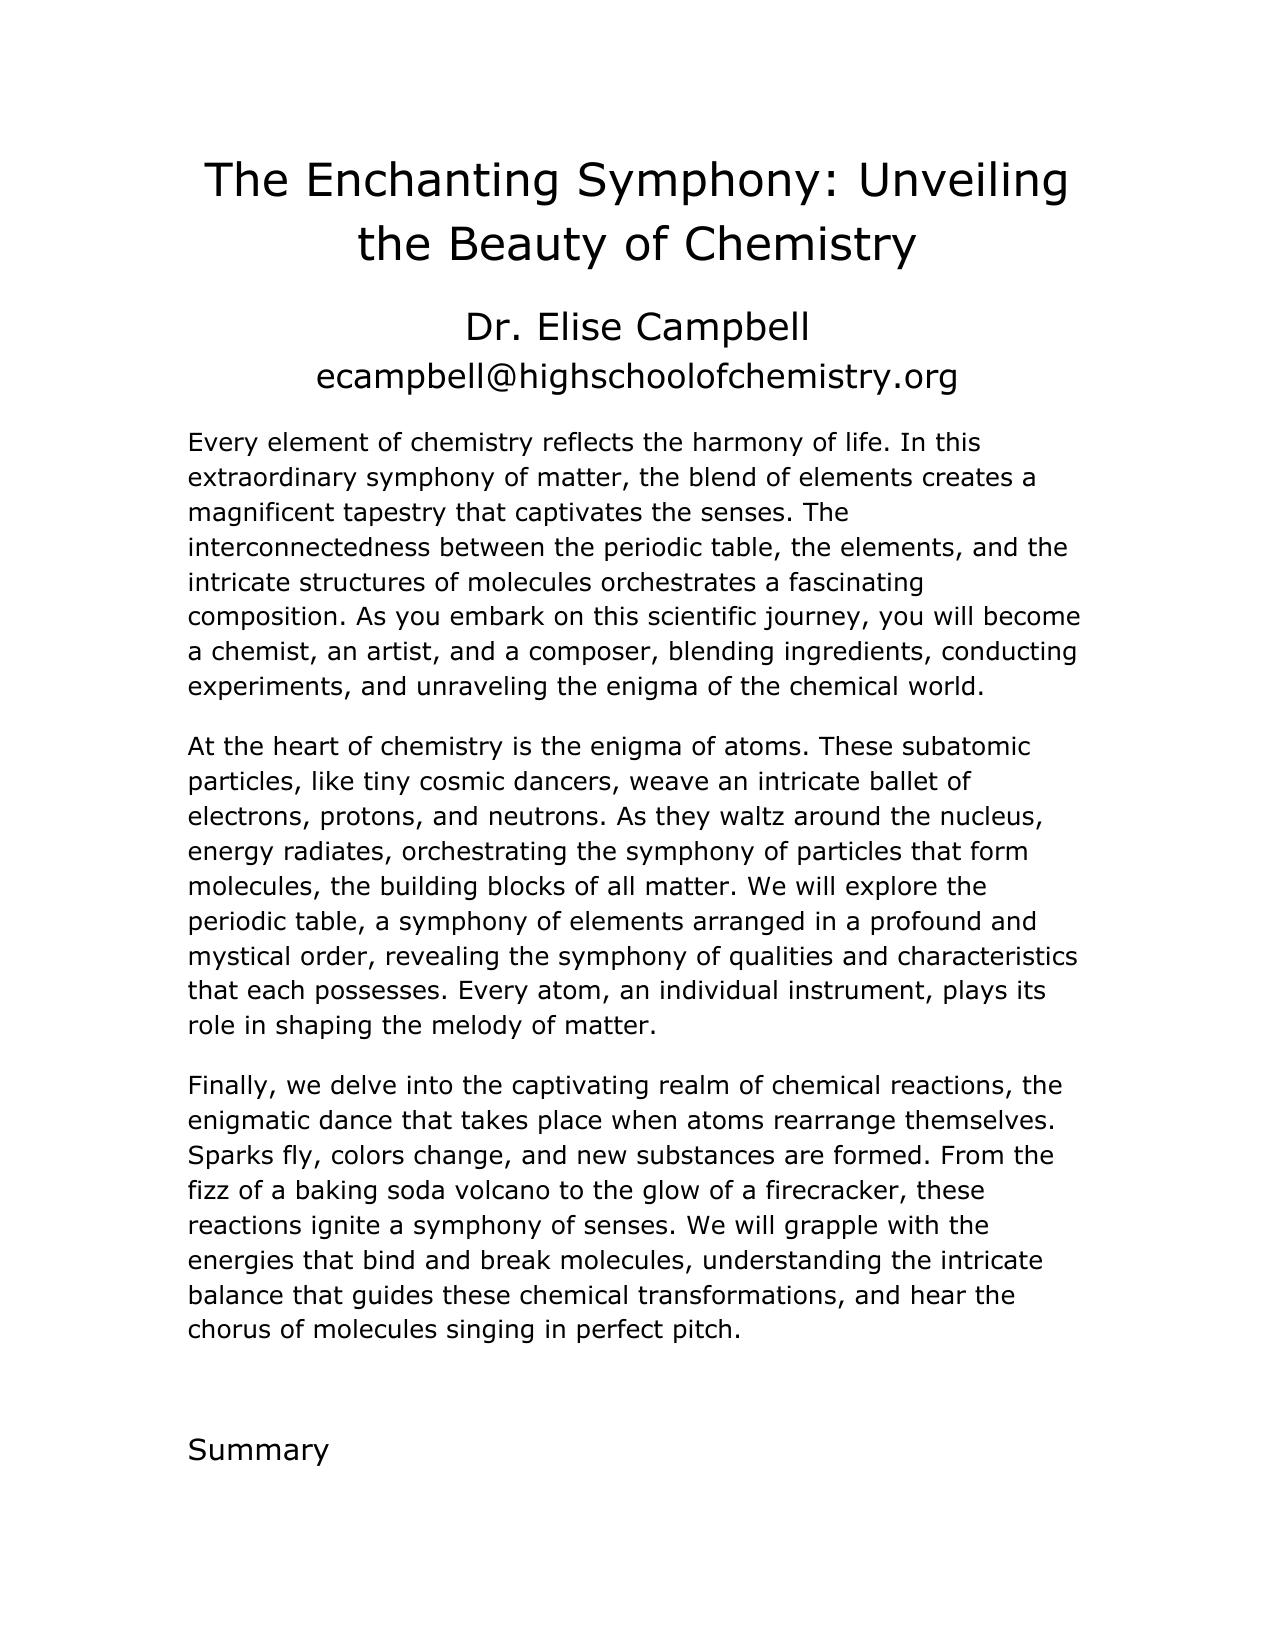 The Enchanting Symphony: Unveiling
the Beauty of Chemistry
Dr. Elise Campbell
ecampbell@highschoolofchemistry.org
Every element of chemistry reflects the harmony of life. In this
extraordinary symphony of matter, the blend of elements creates a
magnificent tapestry that captivates the senses. The
interconnectedness between the periodic table, the elements, and the
intricate structures of molecules orchestrates a fascinating
composition. As you embark on this scientific journey, you will become
a chemist, an artist, and a composer, blending ingredients, conducting
experiments, and unraveling the enigma of the chemical world.
At the heart of chemistry is the enigma of atoms. These subatomic
particles, like tiny cosmic dancers, weave an intricate ballet of
electrons, protons, and neutrons. As they waltz around the nucleus,
energy radiates, orchestrating the symphony of particles that form
molecules, the building blocks of all matter. We will explore the
periodic table, a symphony of elements arranged in a profound and
mystical order, revealing the symphony of qualities and characteristics
that each possesses. Every atom, an individual instrument, plays its
role in shaping the melody of matter.
Finally, we delve into the captivating realm of chemical reactions, the
enigmatic dance that takes place when atoms rearrange themselves.
Sparks fly, colors change, and new substances are formed. From the
fizz of a baking soda volcano to the glow of a firecracker, these
reactions ignite a symphony of senses. We will grapple with the
energies that bind and break molecules, understanding the intricate
balance that guides these chemical transformations, and hear the
chorus of molecules singing in perfect pitch.
Summary